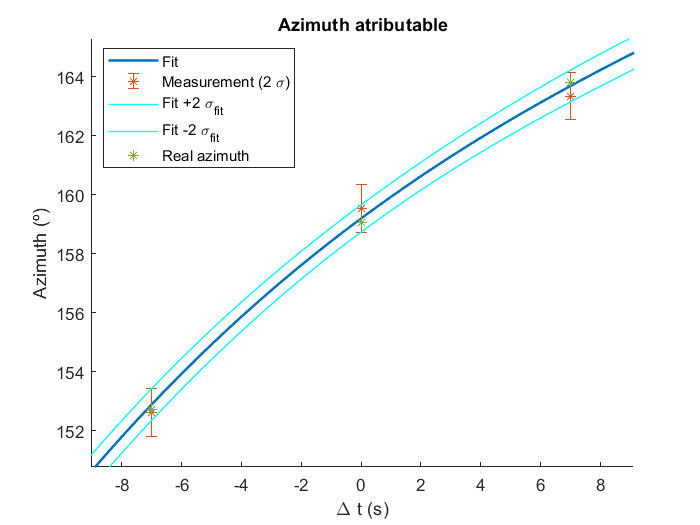 Azimuth atributable
Fit
Measurement (2 σ)
Fit +2 σfit
Fit -2 σfit
Real azimuth
164
162
160
158
156
154
152
Azimuth (º)
-8 -6 -4 -2 0 2 4 6 8
Δ t (s)